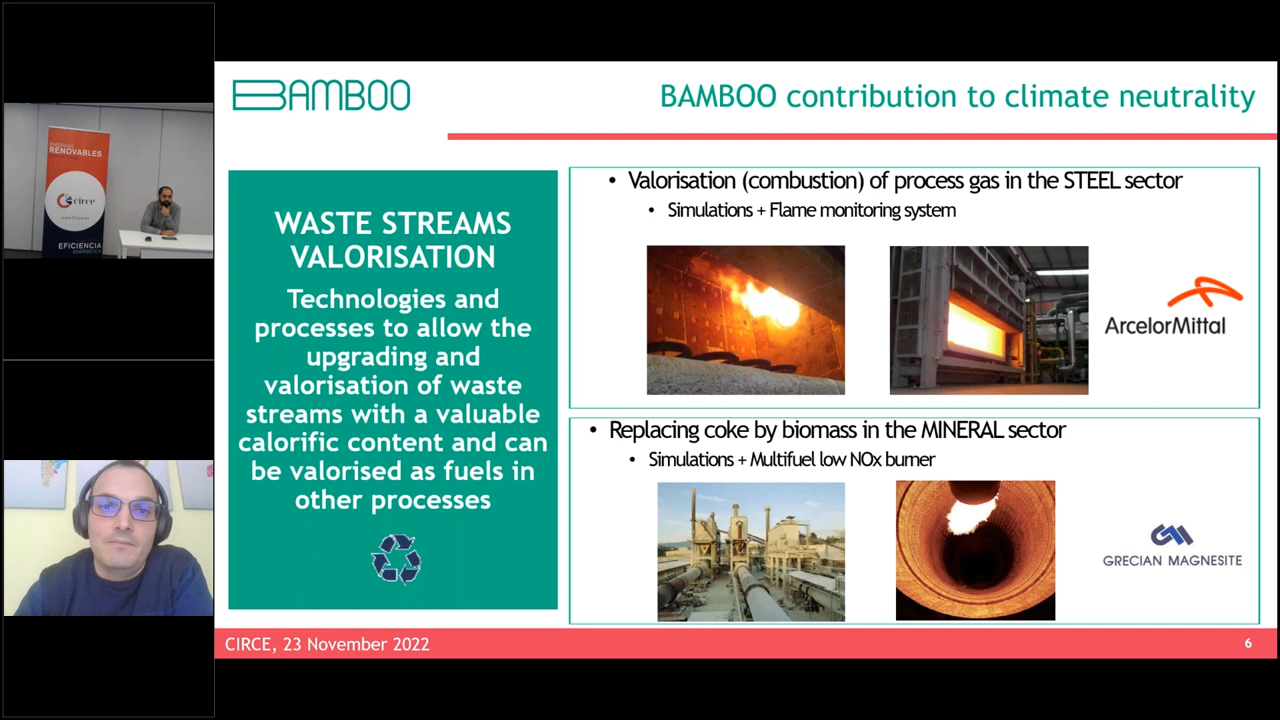 BAMBOO
BAMBOO contribution to climate neutrality
WASTE STREAMS
VALORISATION
Technologies and
processes to allow the
upgrading and
valorisation of waste
streams with a valuable
calorific content and can
be valorised as fuels in
other processes
• Valorisation (combustion) of process gas in the STEEL sector
• Simulations + Flame monitoring system
ArcelorMittal
• Replacing coke by biomass in the MINERAL sector
• Simulations + Multifuel low NOx burner
GRECIAN MAGNESITE
CIRCE, 23 November 2022
6
RENOVABLES
circe
EFICIENCIA